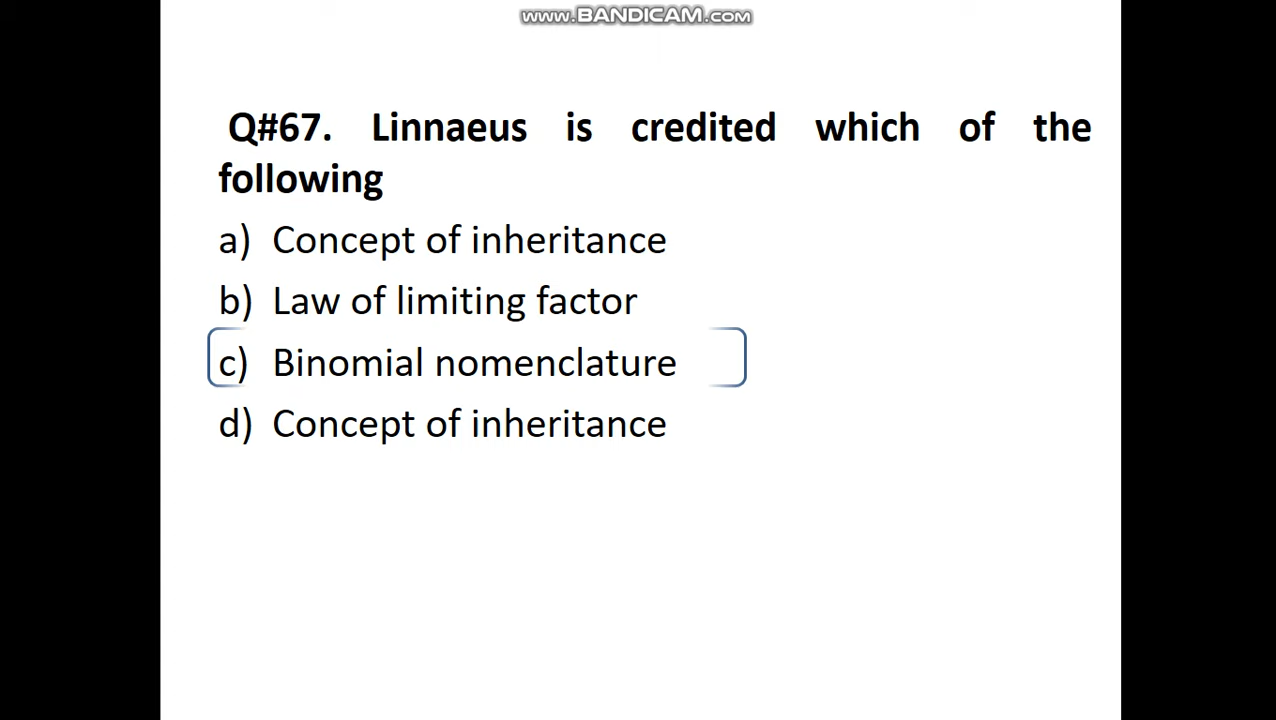 www.BANDICAM.com
Q#67. Linnaeus is credited which of the
following
a) Concept of inheritance
b) Law of limiting factor
c) Binomial nomenclature
d) Concept of inheritance